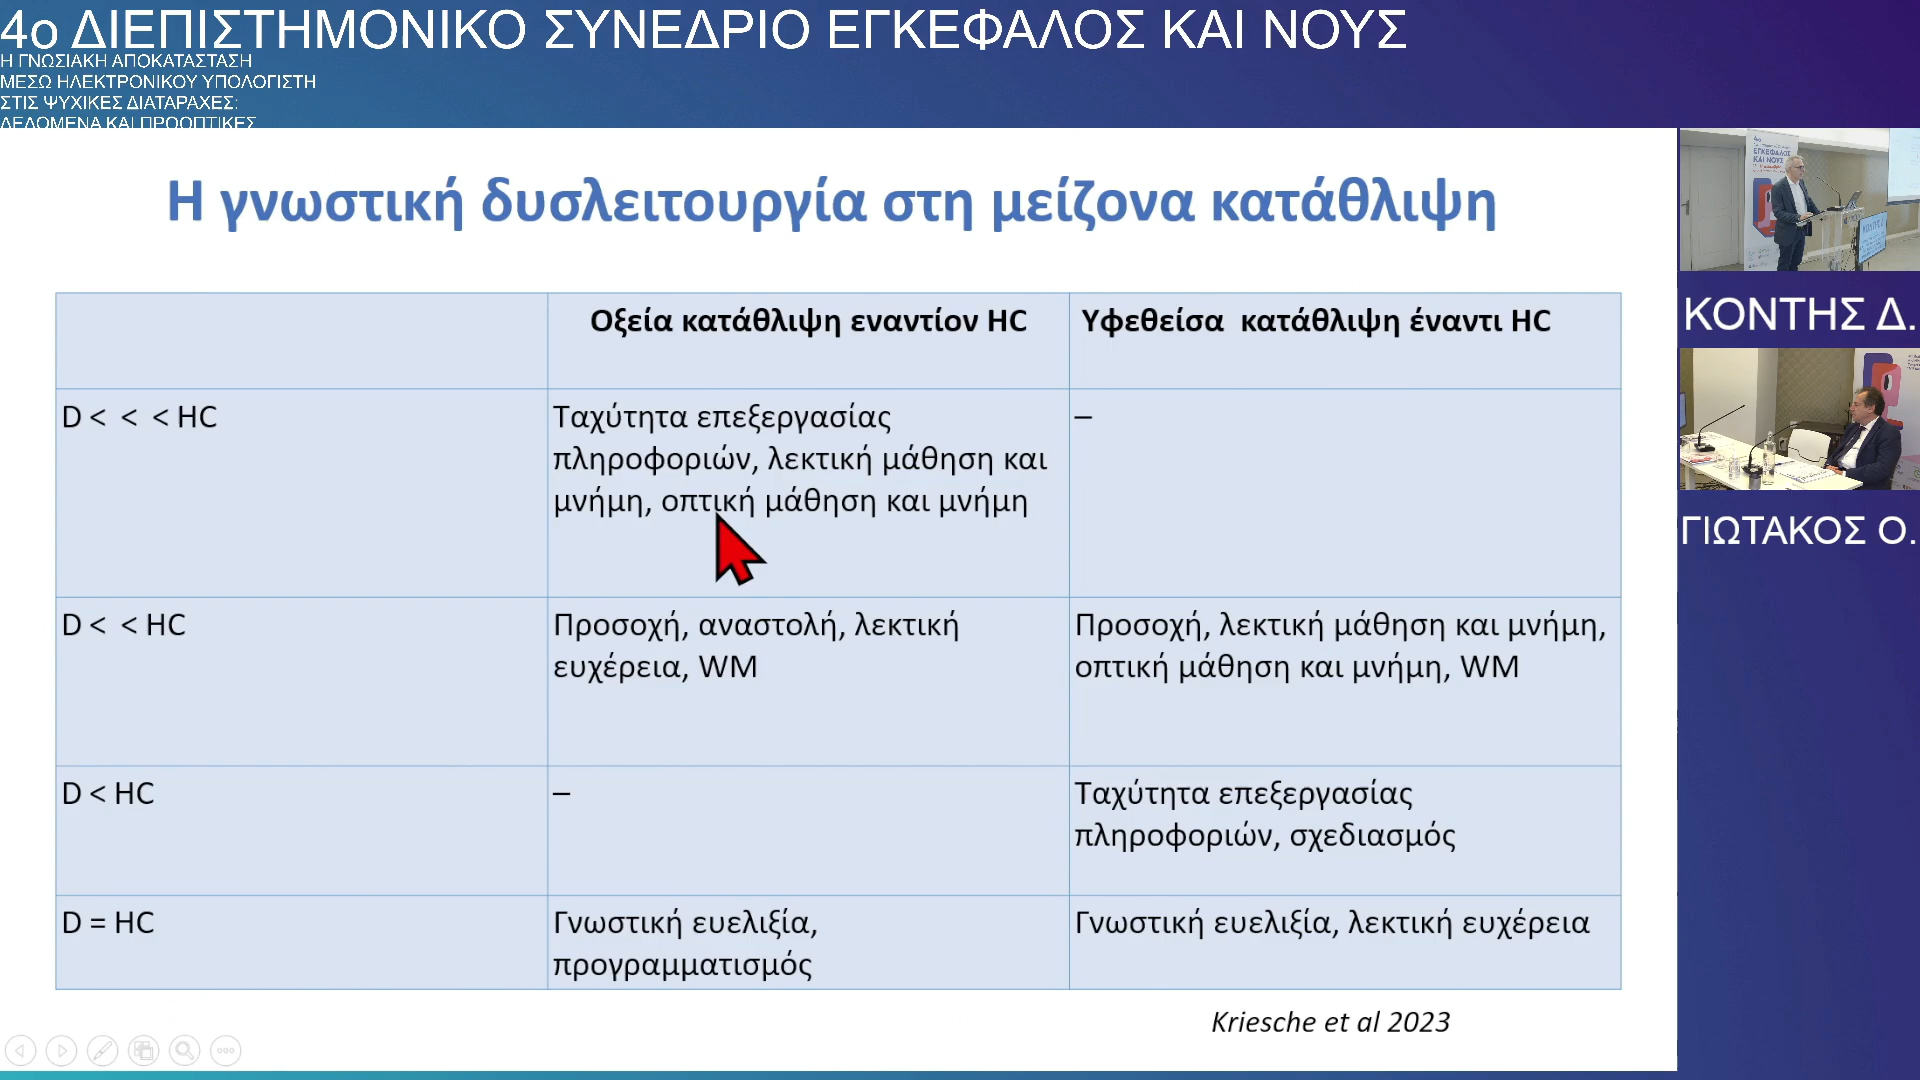 4ο ΔΙΕΠΙΣΤΗΜΟΝΙΚΟ ΣΥΝΕΔΡΙΟ ΕΓΚΕΦΑΛΟΣ ΚΑΙ ΝΟΥΣ
Η ΓΝΩΣΙΑΚΗ ΑΠΟΚΑΤΑΣΤΑΣΗ
ΜΕΣΩ ΗΛΕΚΤΡΟΝΙΚΟΥ ΥΠΟΛΟΓΙΣΤΗ
ΣΤΙΣ ΨΥΧΙΚΕΣ ΔΙΑΤΑΡΑΧΕΣ:
ΔΕΔΟΜΕΝΑ ΚΑΙ ΠΡΟΟΠΤΙΚΕΣ
Η γνωστική δυσλειτουργία στη μείζονα κατάθλιψη
Οξεία κατάθλιψη εναντίον HC
Υφεθείσα κατάθλιψη έναντι HC
D < < < HC
Ταχύτητα επεξεργασίας
πληροφοριών, λεκτική μάθηση και
μνήμη, οπτική μάθηση και μνήμη
–
D < < HC
Προσοχή, αναστολή, λεκτική
ευχέρεια, WM
Προσοχή, λεκτική μάθηση και μνήμη,
οπτική μάθηση και μνήμη, WM
D < HC
–
Ταχύτητα επεξεργασίας
πληροφοριών, σχεδιασμός
D = HC
Γνωστική ευελιξία,
προγραμματισμός
Γνωστική ευελιξία, λεκτική ευχέρεια
Kriesche et al 2023
ΕΓΚΕΦΑΛΟΣ
ΚΑΙ ΝΟΥΣ
ΚΟΝΤΗΣ Δ.
ΓΙΩΤΑΚΟΣ Ο.